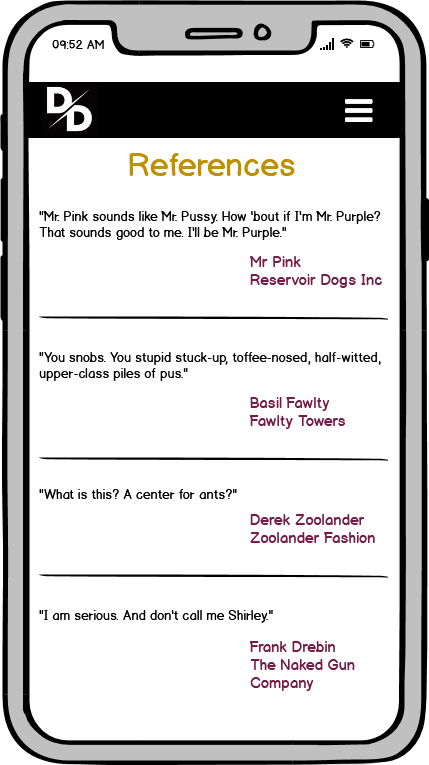 09:52 AM
D D
References
"Mr. Pink sounds like Mr. Pussy. How 'bout if I'm Mr. Purple?
That sounds good to me. I'll be Mr. Purple."
Mr Pink
Reservoir Dogs Inc
"You snobs. You stupid stuck-up, toffee-nosed, half-witted,
upper-class piles of pus."
Basil Fawlty
Fawlty Towers
"What is this? A center for ants?"
Derek Zoolander
Zoolander Fashion
"I am serious. And don't call me Shirley."
Frank Drebin
The Naked Gun
Company